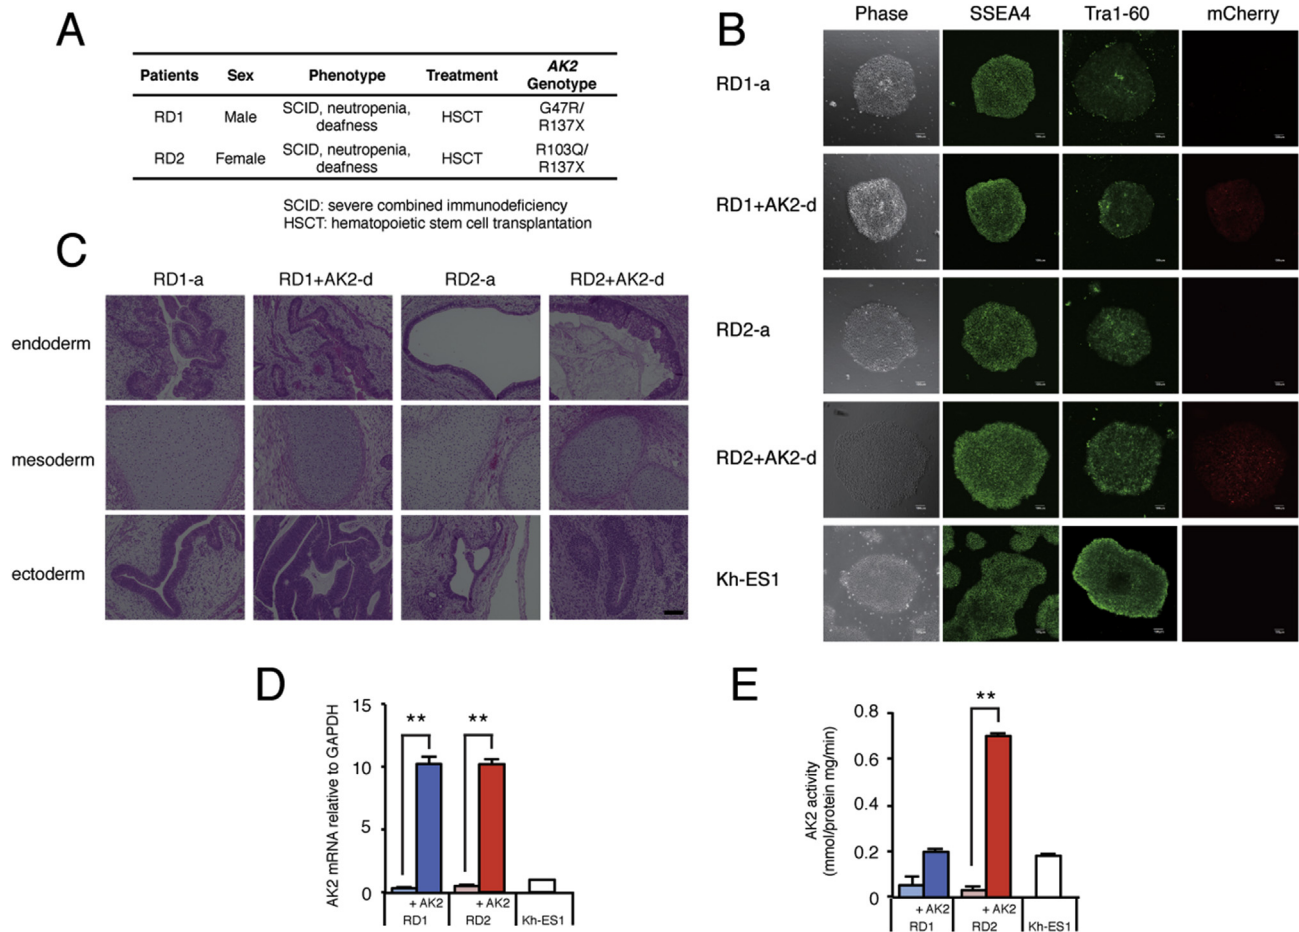 A
Patients Sex Phenotype Treatment AK2 Genotype
RD1 Male SCID, neutropenia, deafness HSCT G47R/ R137X
RD2 Female SCID, neutropenia, deafness HSCT R103Q/ R137X
SCID: severe combined immunodeficiency
HSCT: hematopoietic stem cell transplantation
B
Phase SSEA4 Tra1-60 mCherry
RD1-a
RD1+AK2-d
RD2-a
RD2+AK2-d
Kh-ES1
C
RD1-a RD1+AK2-d RD2-a RD2+AK2-d
endoderm
mesoderm
ectoderm
D
AK2 mRNA relative to GAPDH
15
10
5
0
** **
+ AK2 + AK2
RD1 RD2 Kh-ES1
E
AK2 activity
(mmol/protein mg/min)
0.8
0.6
0.4
0.2
0
**
+ AK2 + AK2
RD1 RD2 Kh-ES1